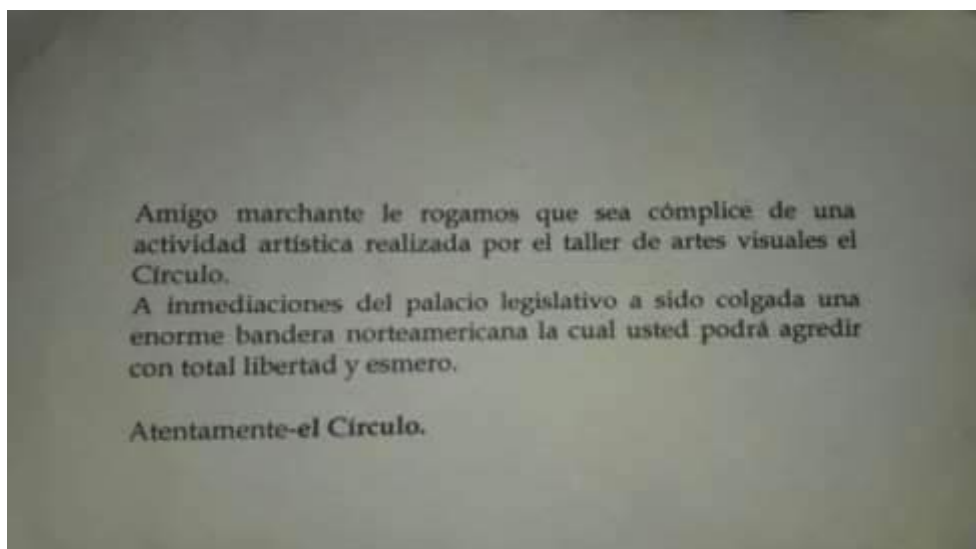 Amigo marchante le rogamos que sea cómplice de una
actividad artística realizada por el taller de artes visuales el
Círculo.
A inmediaciones del palacio legislativo a sido colgada una
enorme bandera norteamericana la cual usted podrá agredir
con total libertad y esmero.
Atentamente-el Círculo.